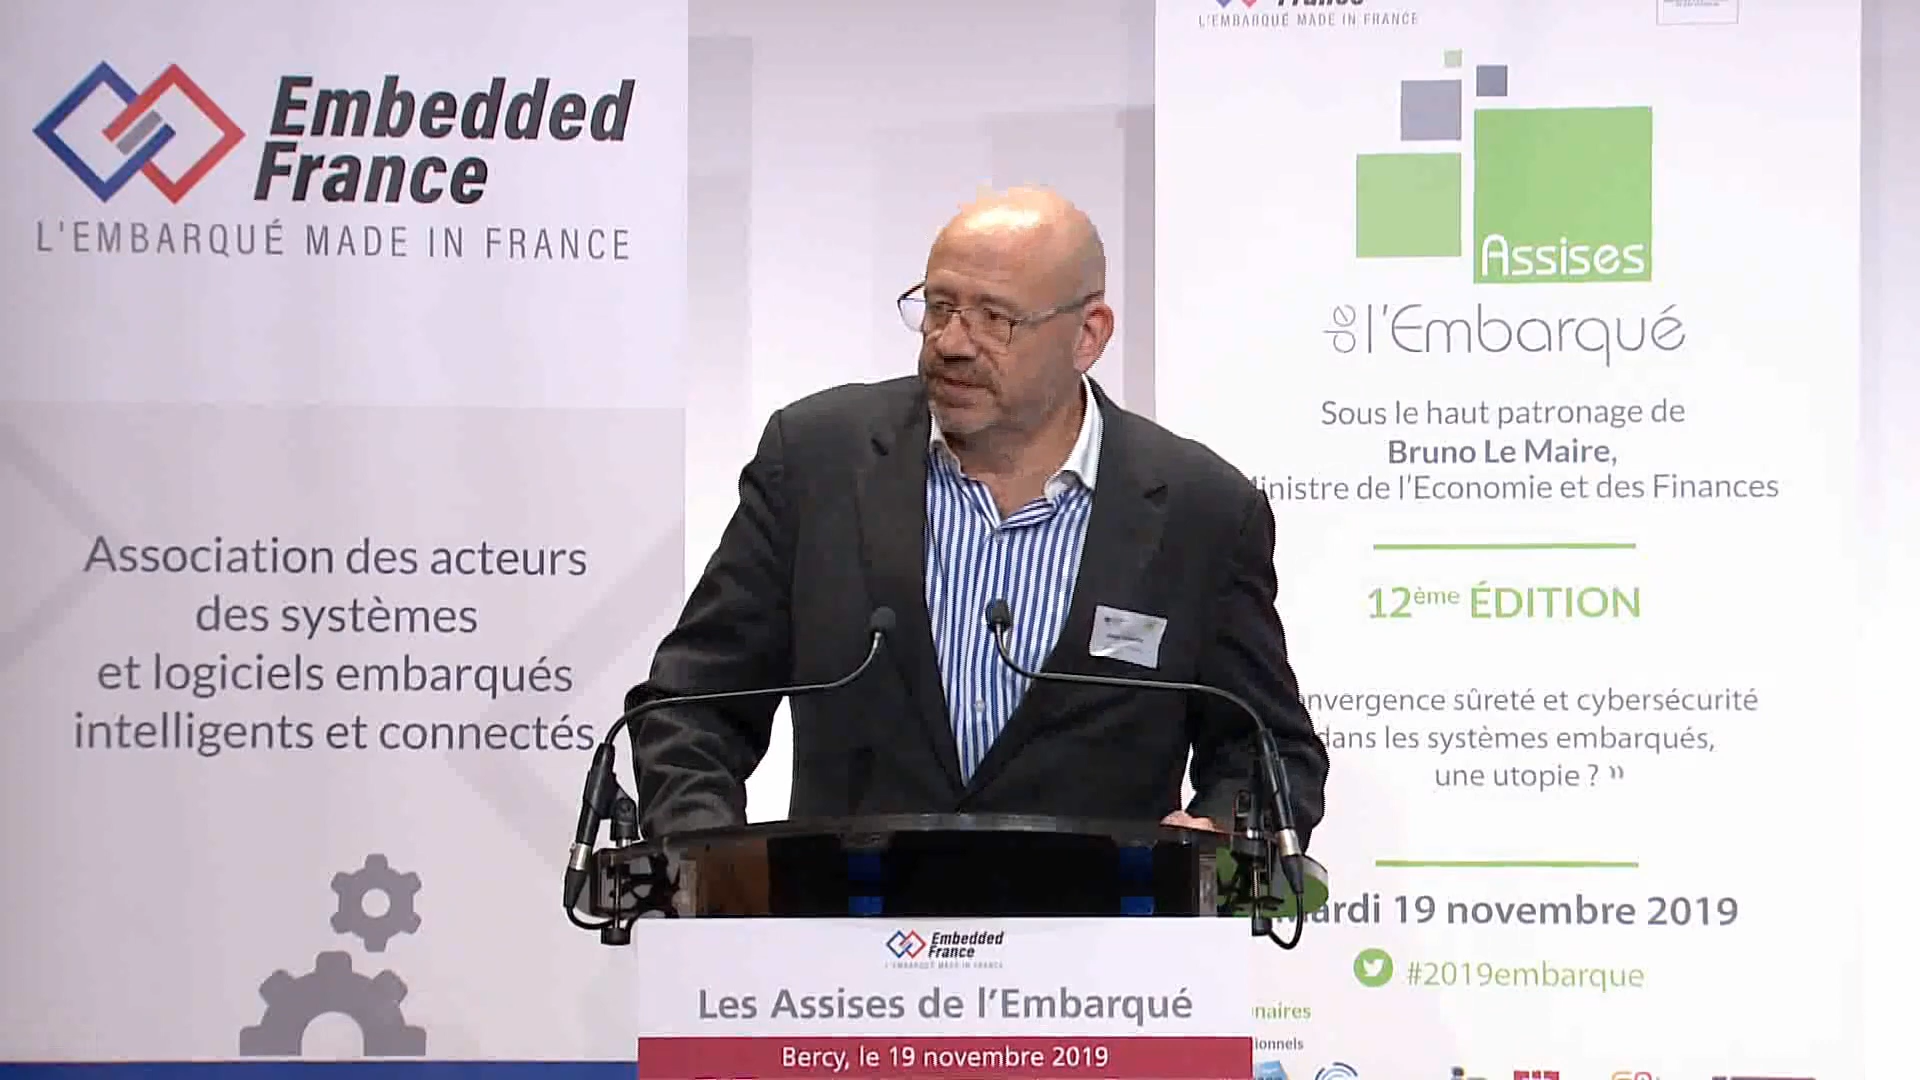 Embedded
France
L'EMBARQUÉ MADE IN FRANCE
Association des acteurs
des systèmes
et logiciels embarqués
intelligents et connectés
L'EMBARQUÉ MADE IN FRANCE
Assises
de l'Embarqué
Sous le haut patronage de
Bruno Le Maire,
inistre de l'Economie et des Finances
12ème ÉDITION
nvergence sûreté et cybersécurité
dans les systèmes embarqués,
une utopie ? »
ardi 19 novembre 2019
#2019embarque
naires
ionnels
Embedded
France
L'EMBARQUÉ MADE IN FRANCE
Les Assises de l'Embarqué
Bercy, le 19 novembre 2019